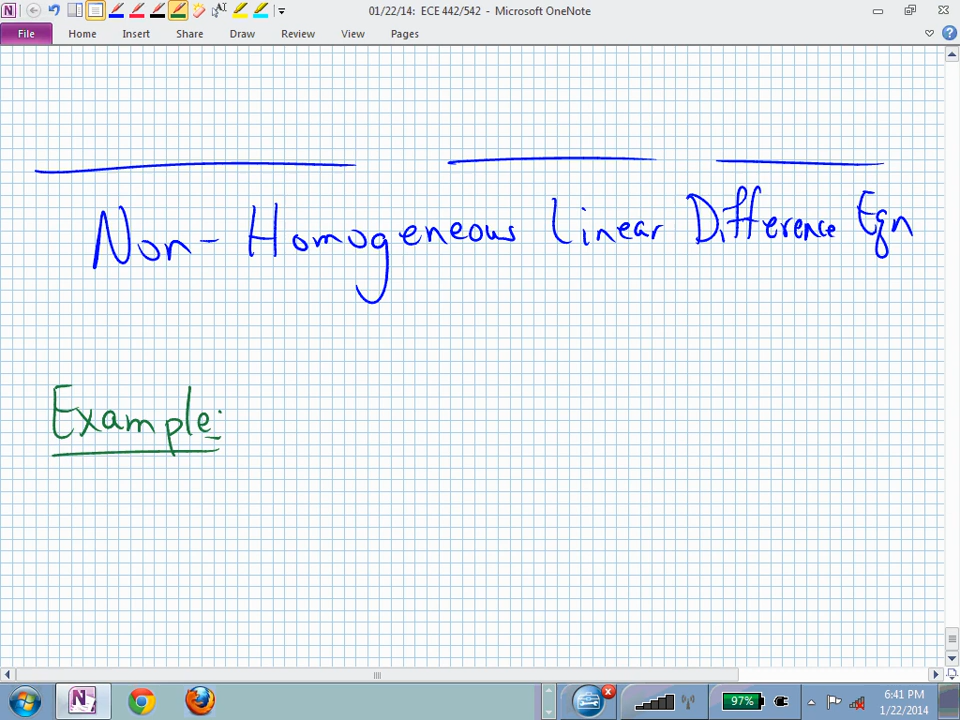 01/22/14: ECE 442/542 - Microsoft OneNote
File Home Insert Share Draw Review View Pages
Non-Homogeneous Linear Difference Eqn
Example:
97%
6:41 PM
1/22/2014